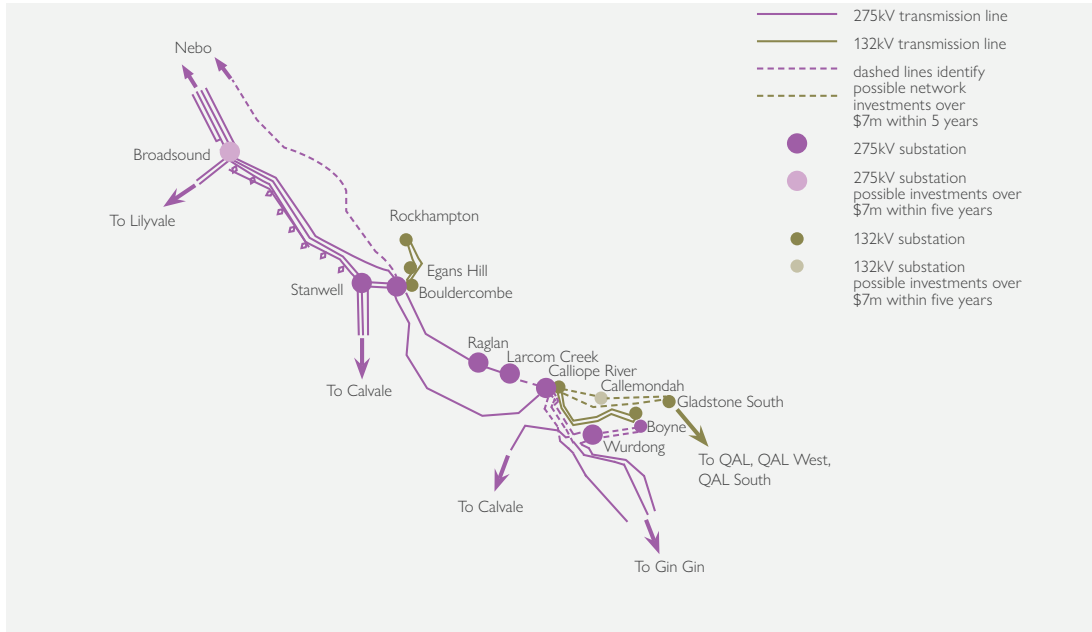 275kV transmission line
132kV transmission line
dashed lines identify
possible network
investments over
$7m within 5 years
275kV substation
275kV substation
possible investments over
$7m within five years
132kV substation
132kV substation
possible investments over
$7m within five years
Nebo
Broadsound
To Lilyvale
Rockhampton
Egans Hill
Stanwell
Bouldercombe
To Calvale
Raglan
Larcom Creek
Calliope River
Callemondah
Gladstone South
Boyne
Wurdong
To QAL, QAL West,
QAL South
To Calvale
To Gin Gin